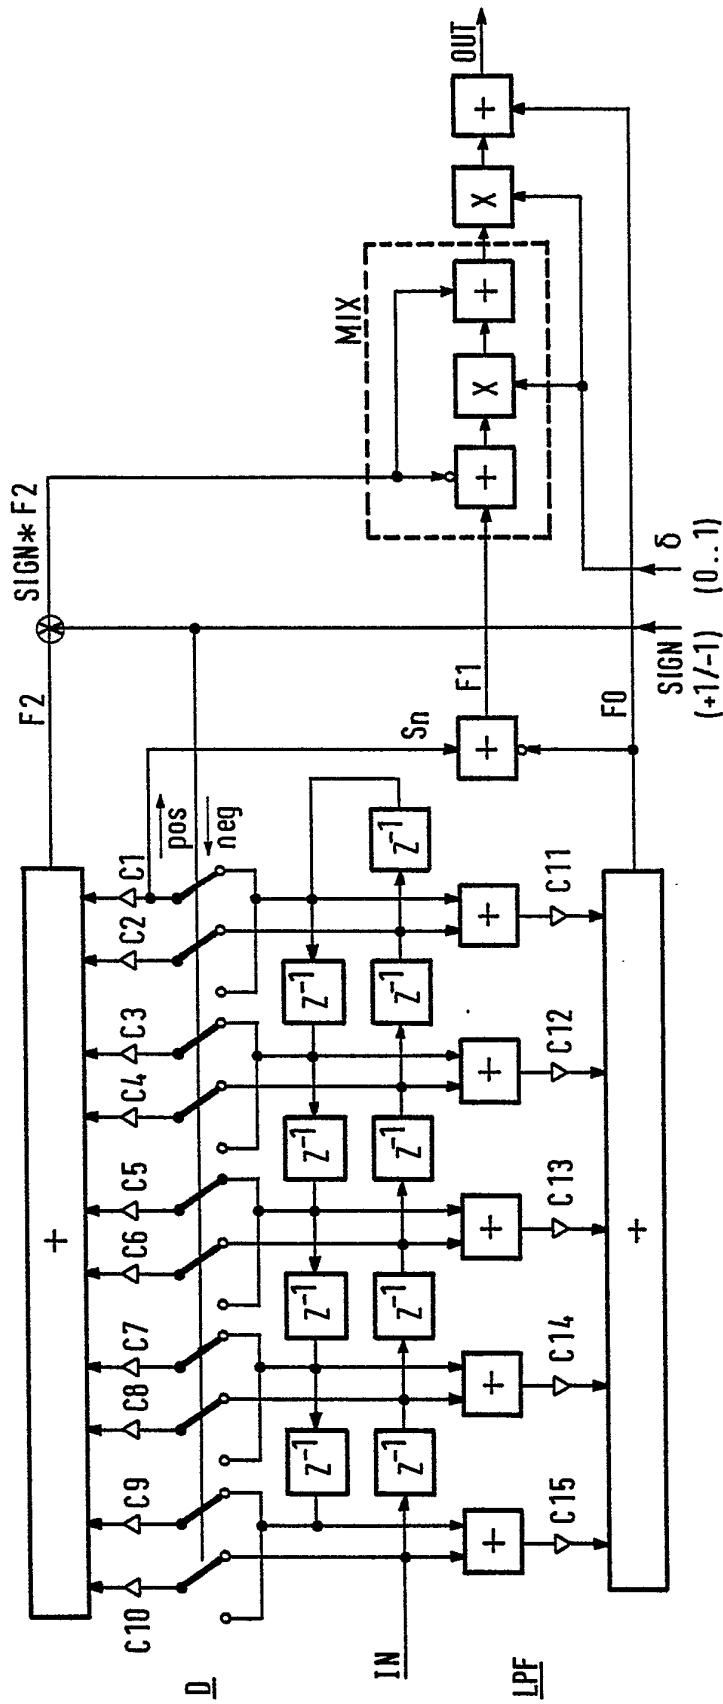 F2
SIGN*F2
+
×
C10
C9
C8
C7
C6
C5
C4
C3
C2
C1
pos
neg
D
Z⁻¹
Z⁻¹
Z⁻¹
Z⁻¹
MIX
IN
Z⁻¹
Z⁻¹
Z⁻¹
Z⁻¹
Z⁻¹
Sn
F1
OUT
+
+
+
+
+
+
+
X
+
X
+
LPF
C15
C14
C13
C12
C11
F0
+
SIGN
(+1/-1)
δ
(0..1)